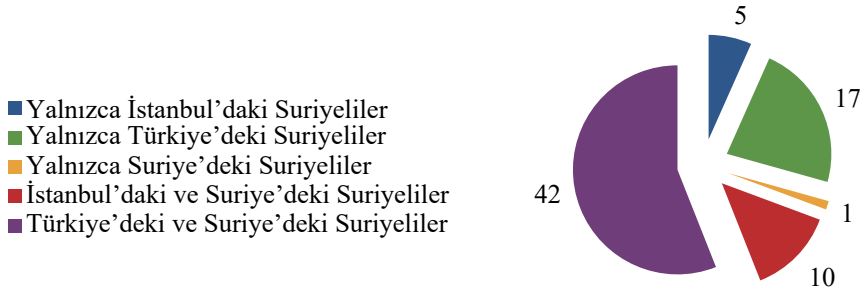 5
17
1
10
42
Yalnızca İstanbul’daki Suriyeliler
Yalnızca Türkiye’deki Suriyeliler
Yalnızca Suriye’deki Suriyeliler
İstanbul’daki ve Suriye’deki Suriyeliler
Türkiye’deki ve Suriye’deki Suriyeliler